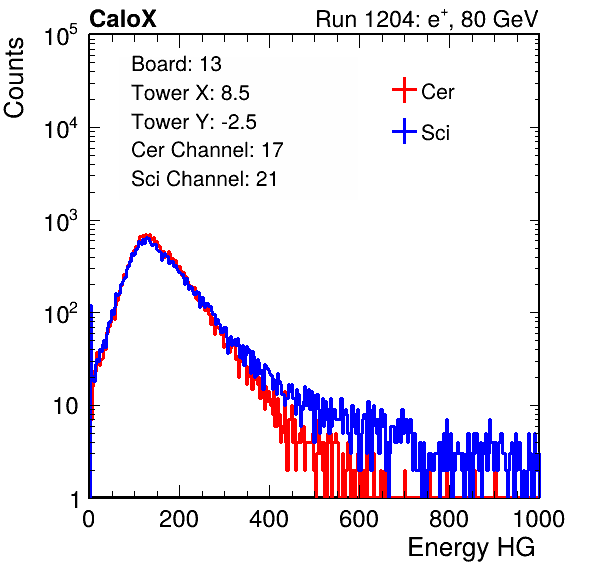 CaloX Run 1204: e⁺, 80 GeV
Counts
10⁵
10⁴
10³
10²
10
1
Board: 13
Tower X: 8.5
Tower Y: -2.5
Cer Channel: 17
Sci Channel: 21
Cer
Sci
0 200 400 600 800 1000
Energy HG